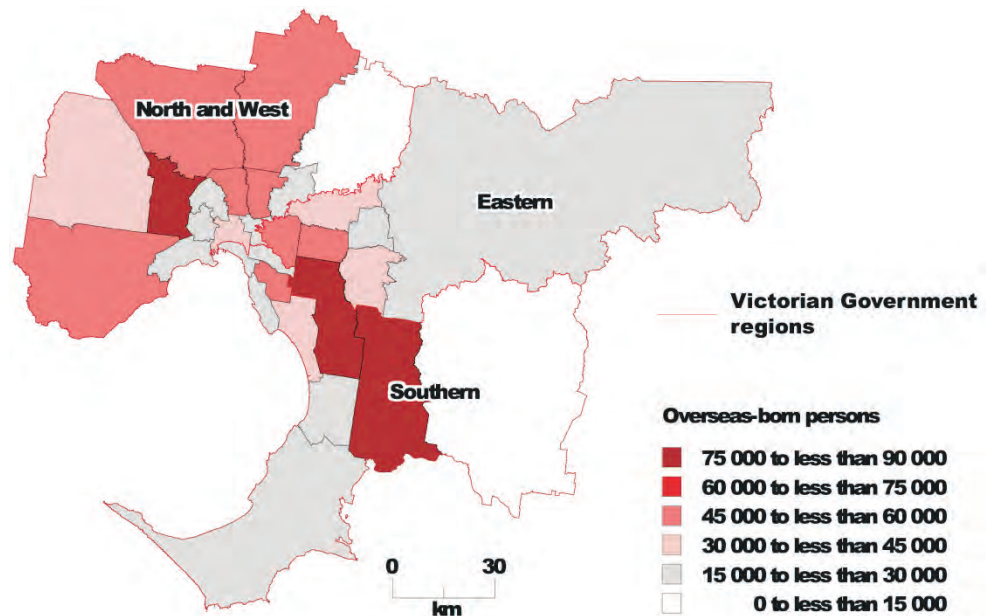 North and West
Eastern
Victorian Government
regions
Southern
Overseas-born persons
75 000 to less than 90 000
60 000 to less than 75 000
45 000 to less than 60 000
30 000 to less than 45 000
15 000 to less than 30 000
0 to less than 15 000
0 30
km